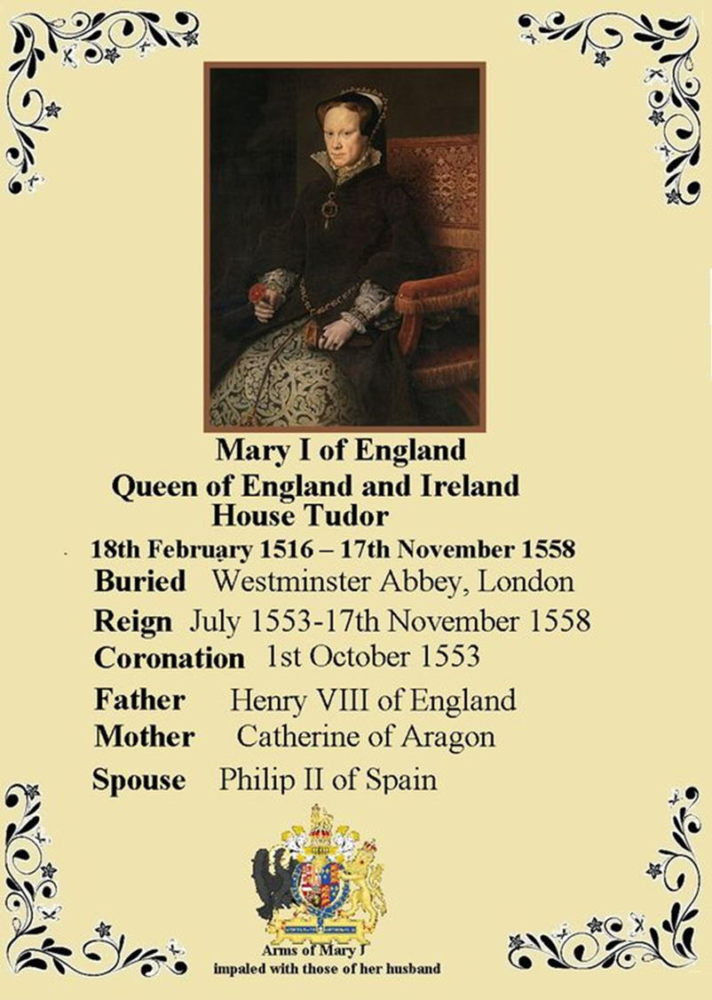 Mary I of England
Queen of England and Ireland
House Tudor
18th February 1516 – 17th November 1558
Buried Westminster Abbey, London
Reign July 1553-17th November 1558
Coronation 1st October 1553
Father Henry VIII of England
Mother Catherine of Aragon
Spouse Philip II of Spain
Arms of Mary I
impaled with those of her husband